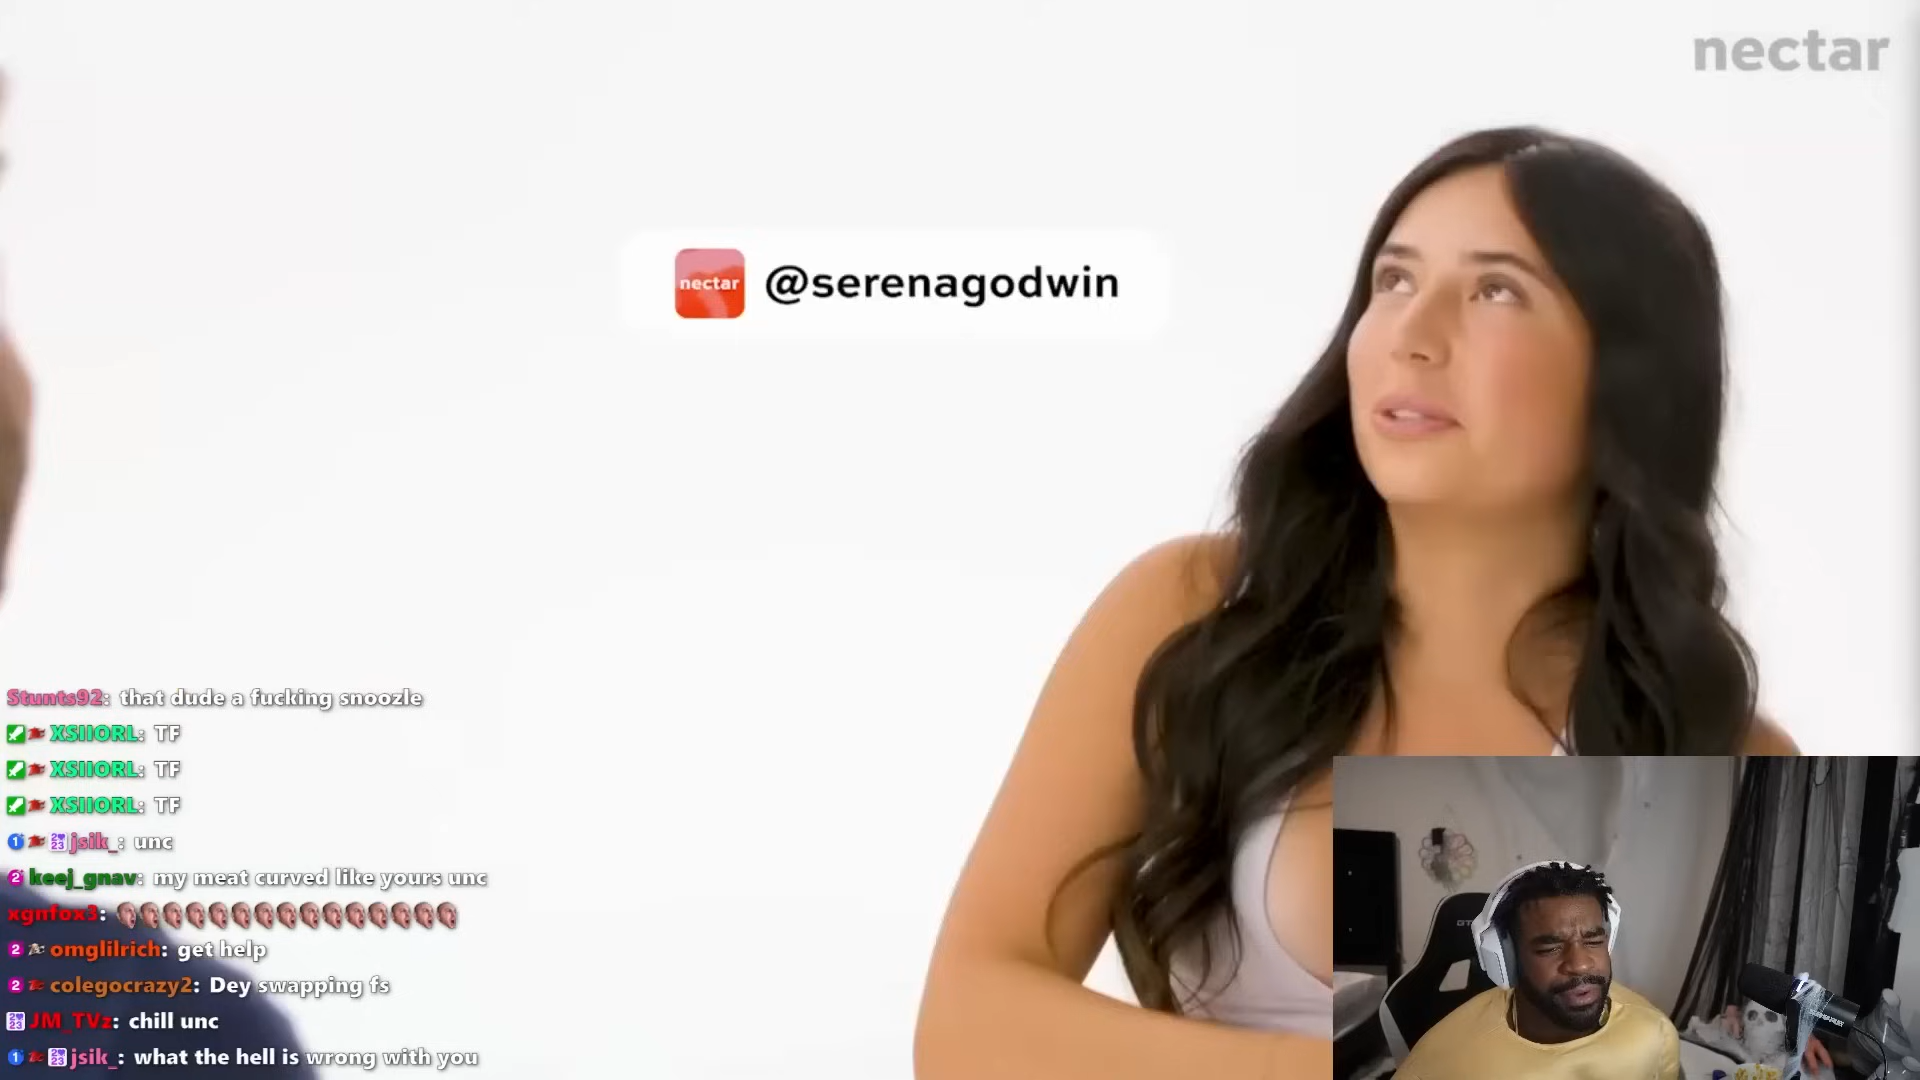 nectar
nectar @serenagodwin
Stunts92: that dude a fucking snoozle
XSIIORL: TF
XSIIORL: TF
XSIIORL: TF
jsik_: unc
keej_gnav: my meat curved like yours unc
xgnfox3:
omglilrich: get help
colegocrazy2: Dey swapping fs
JM_TVz: chill unc
jsik_: what the hell is wrong with you